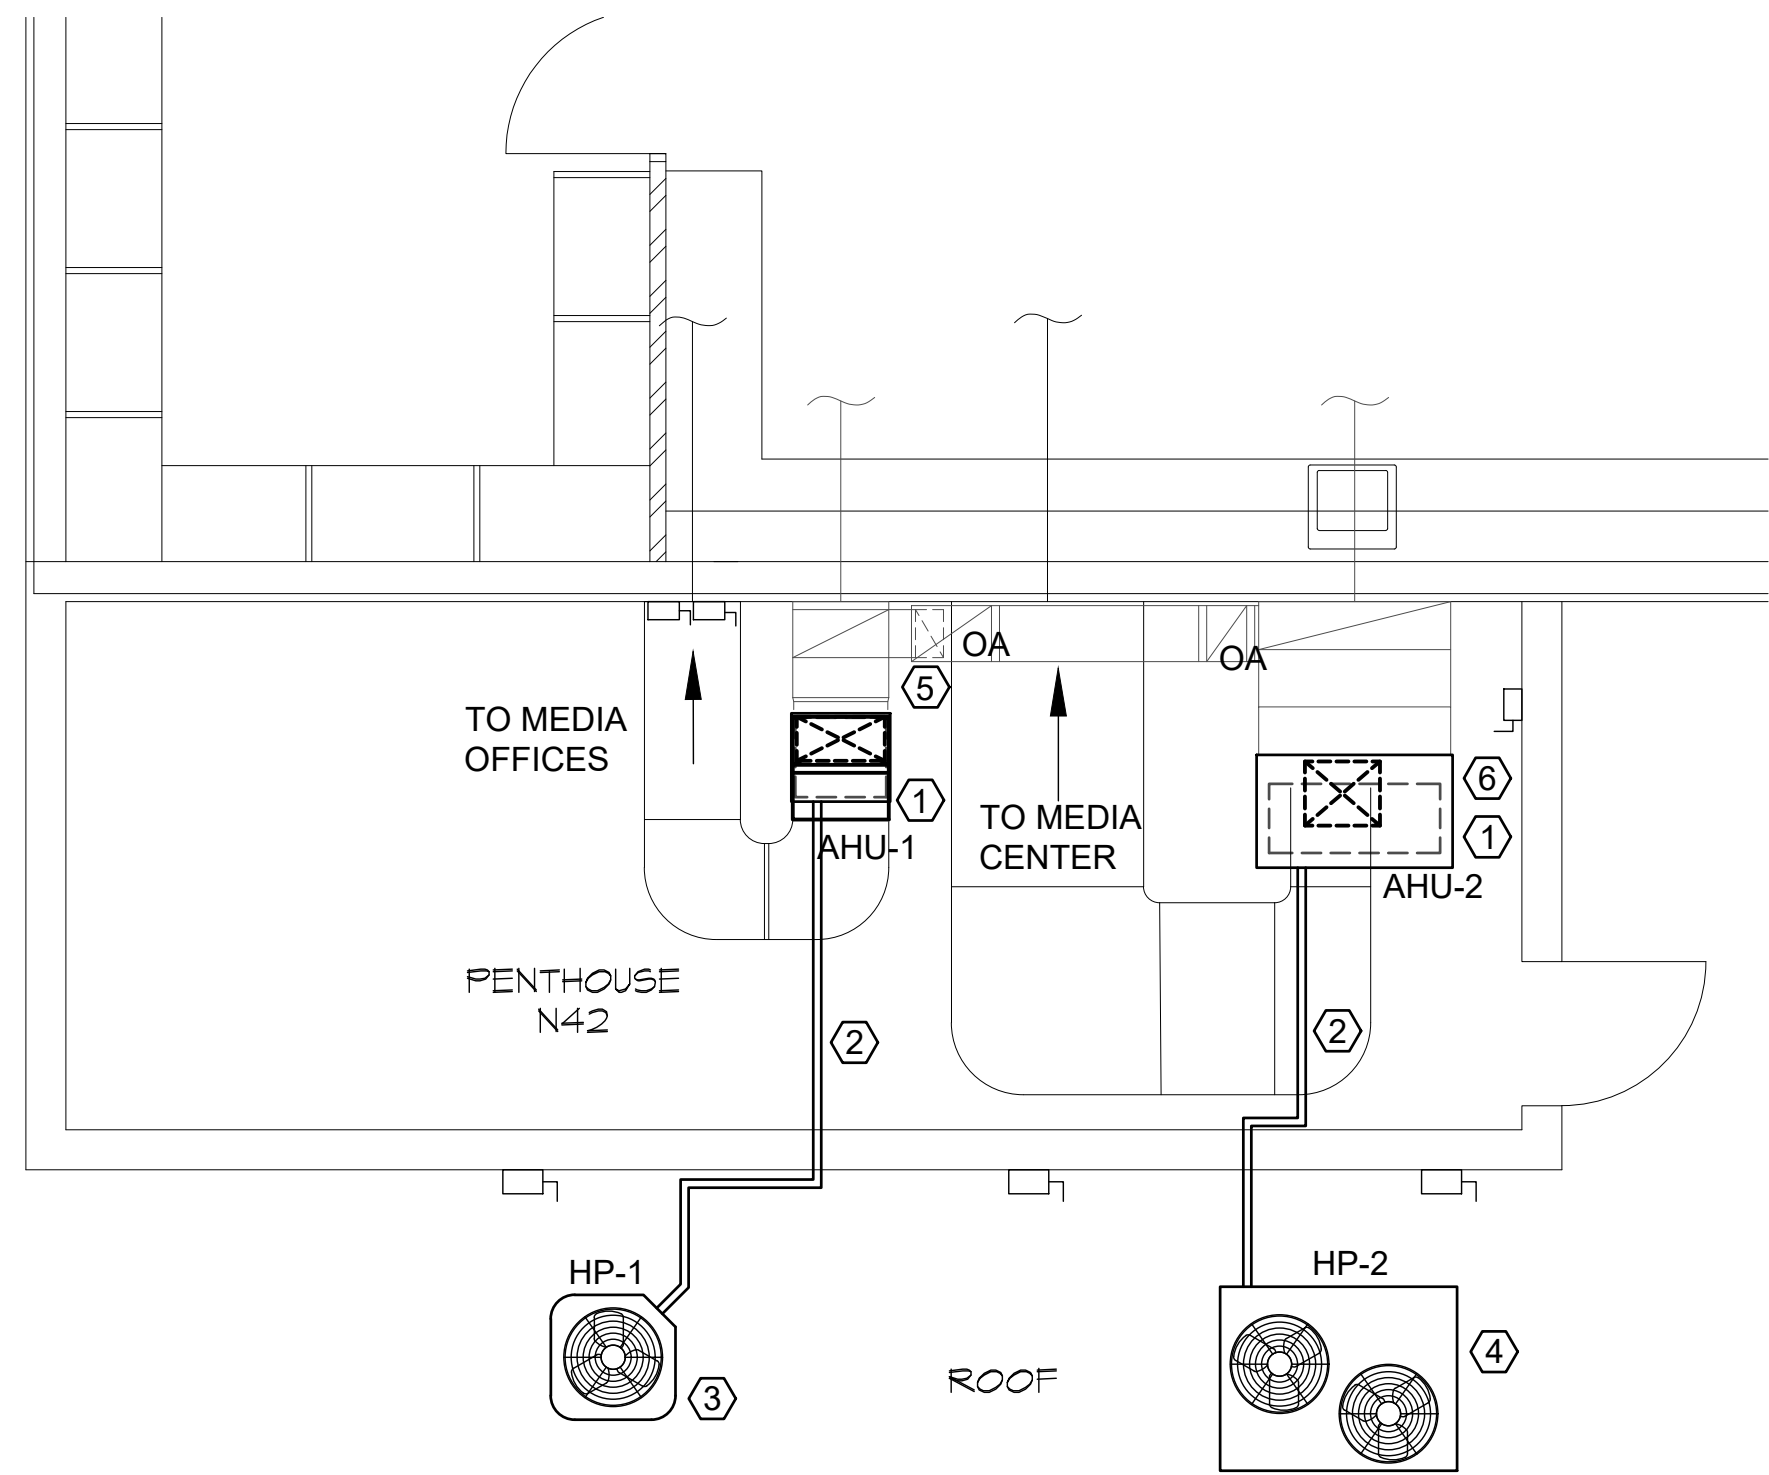 OA
OA
5
TO MEDIA
OFFICES
6
1
TO MEDIA
CENTER
1
AHU-1
AHU-2
PENTHOUSE
N42
2
2
HP-1
HP-2
4
ROOF
3